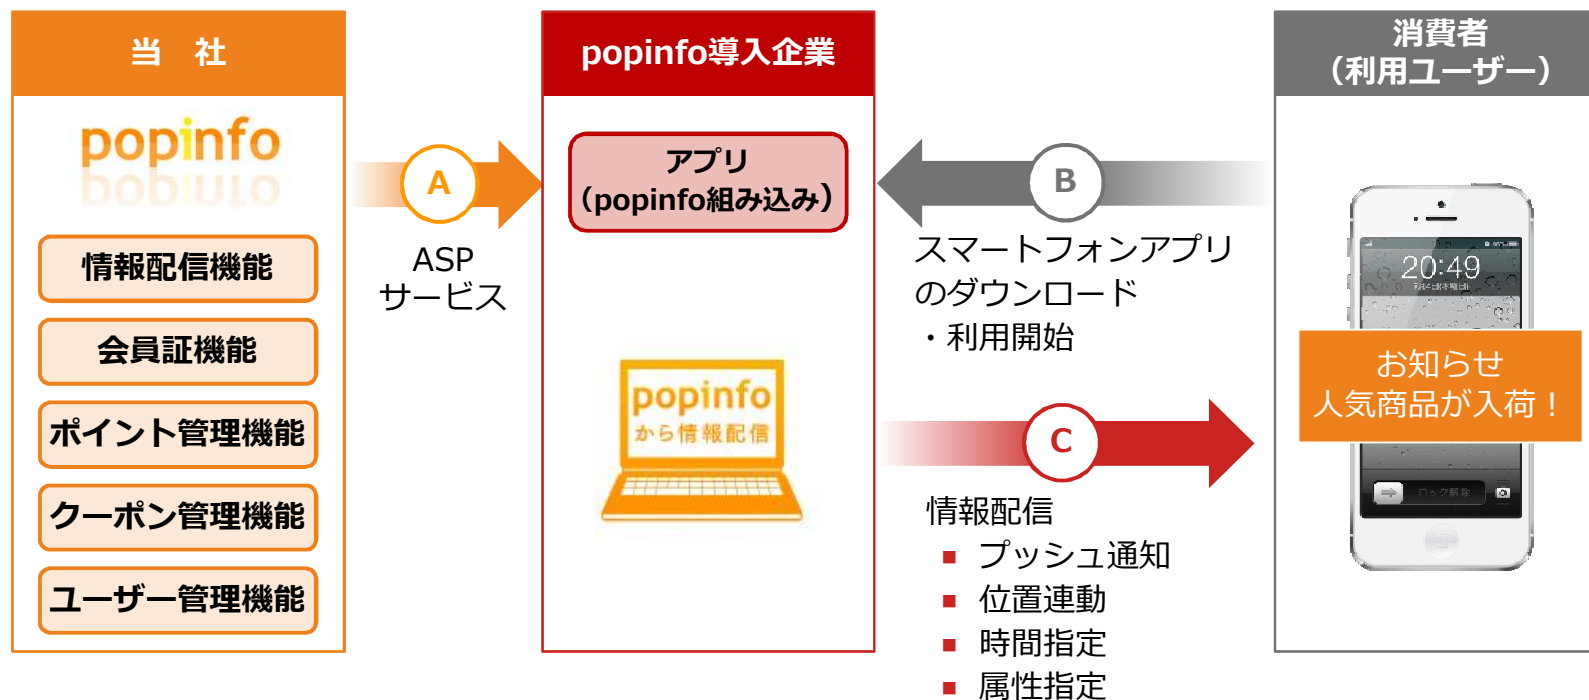 当　社
popinfo
情報配信機能
会員証機能
ポイント管理機能
クーポン管理機能
ユーザー管理機能
A
ASP
サービス
popinfo導入企業
アプリ
（popinfo組み込み）
popinfo
から情報配信
B
スマートフォンアプリ
のダウンロード
・利用開始
C
情報配信
■ プッシュ通知
■ 位置連動
■ 時間指定
■ 属性指定
消費者
（利用ユーザー）
20:49
お知らせ
人気商品が入荷！
ロック解除